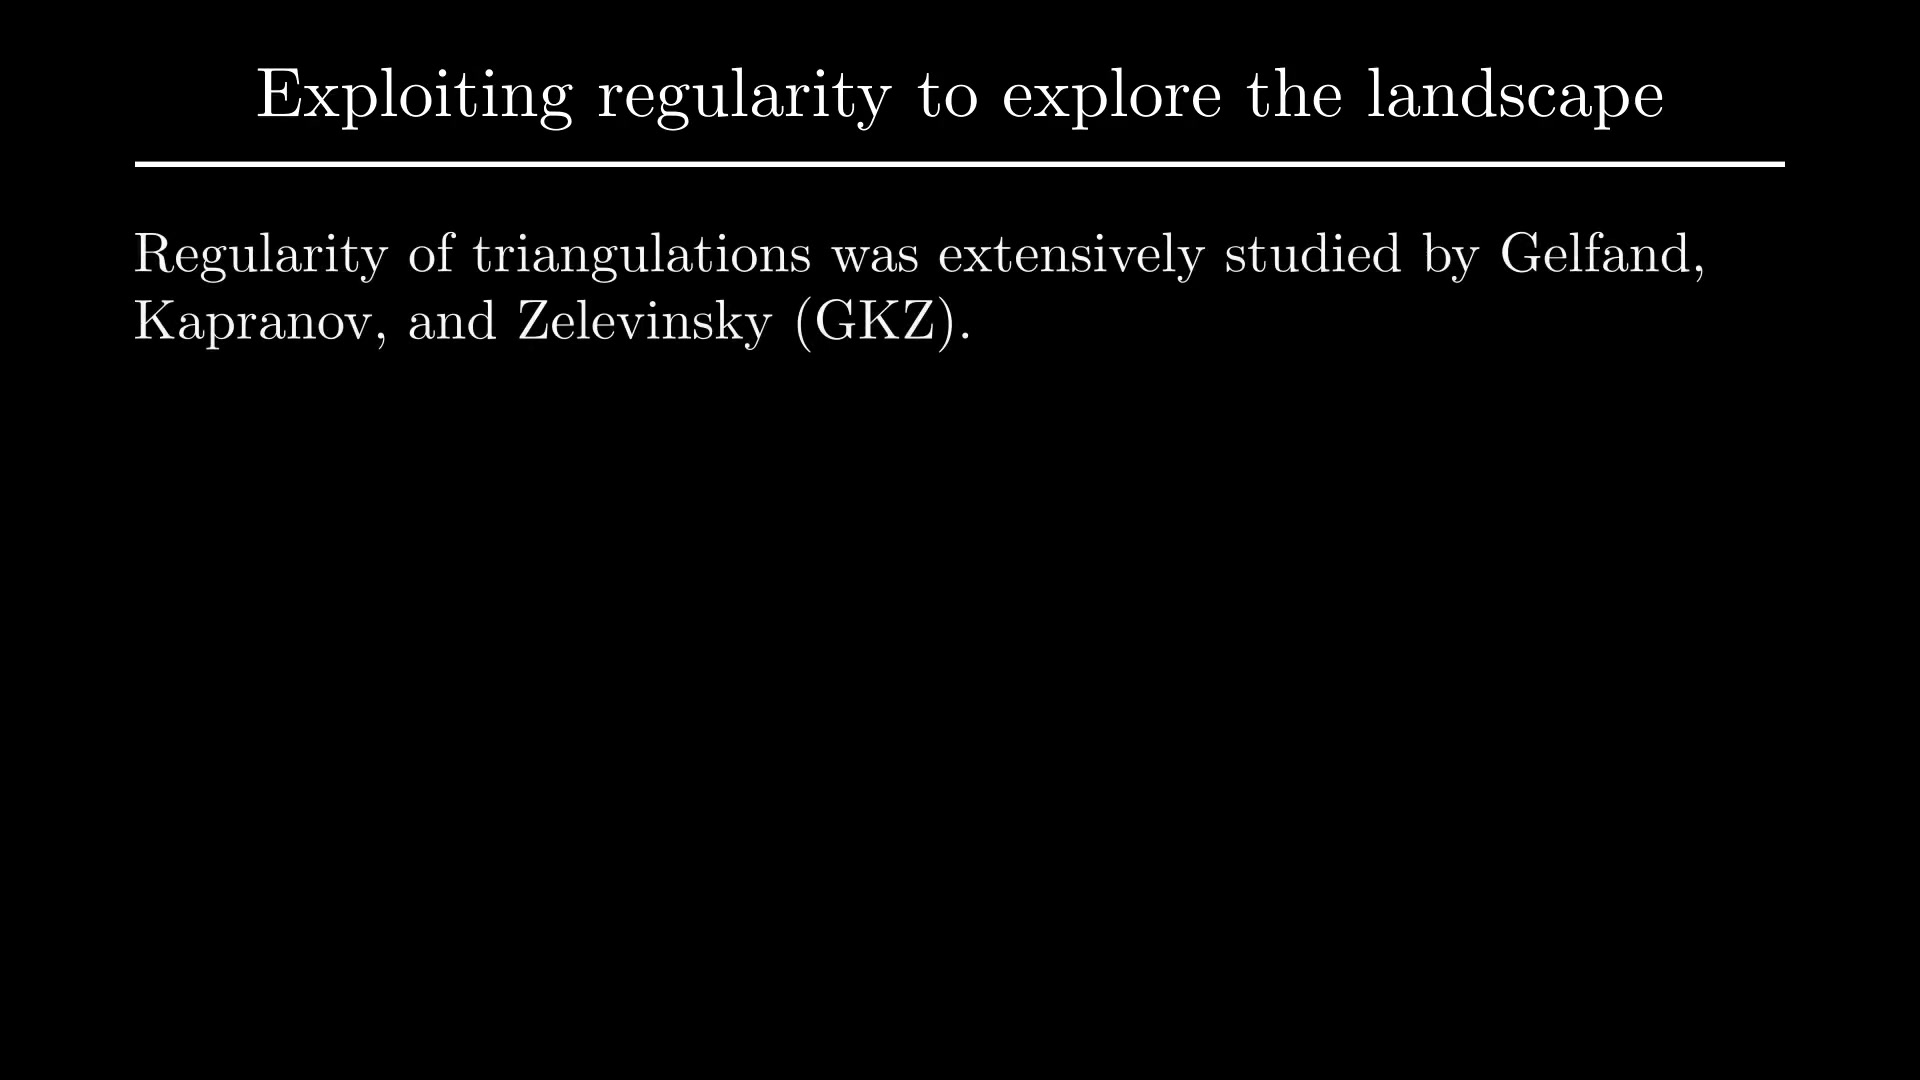 Exploiting regularity to explore the landscape
Regularity of triangulations was extensively studied by Gelfand,
Kapranov, and Zelevinsky (GKZ).